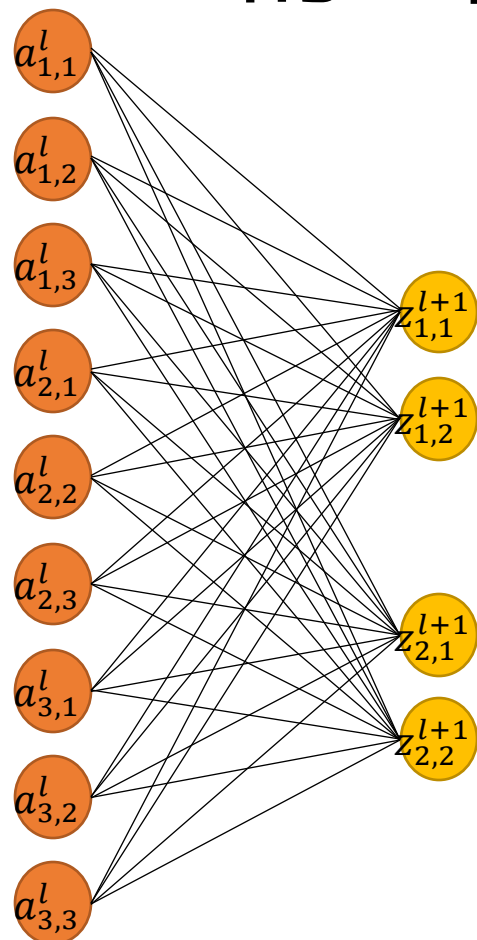 a^l_{1,1}
a^l_{1,2}
a^l_{1,3}
a^l_{2,1}
a^l_{2,2}
a^l_{2,3}
a^l_{3,1}
a^l_{3,2}
a^l_{3,3}
z^{l+1}_{1,1}
z^{l+1}_{1,2}
z^{l+1}_{2,1}
z^{l+1}_{2,2}